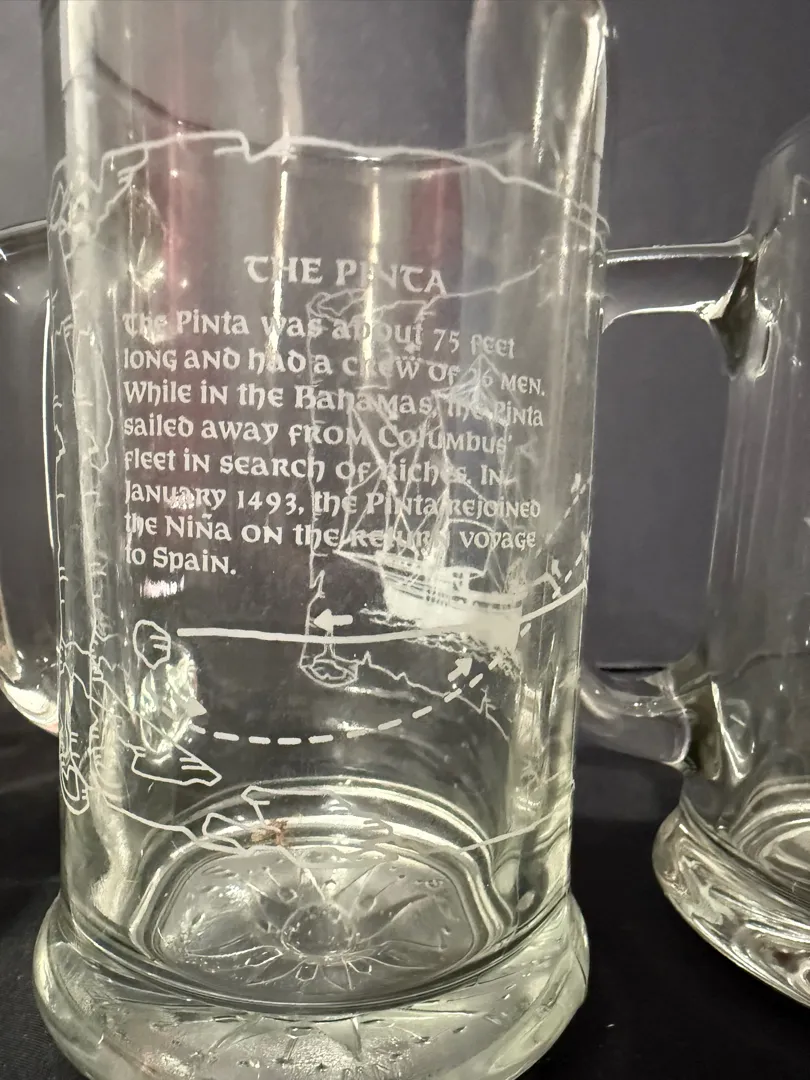 THE PINTA
The Pinta was about 75 feet
long and had a crew of 26 men.
While in the Bahamas, the Pinta
sailed away from Columbus'
fleet in search of riches. In
January 1493, the Pinta rejoined
the Niña on the return voyage
to Spain.